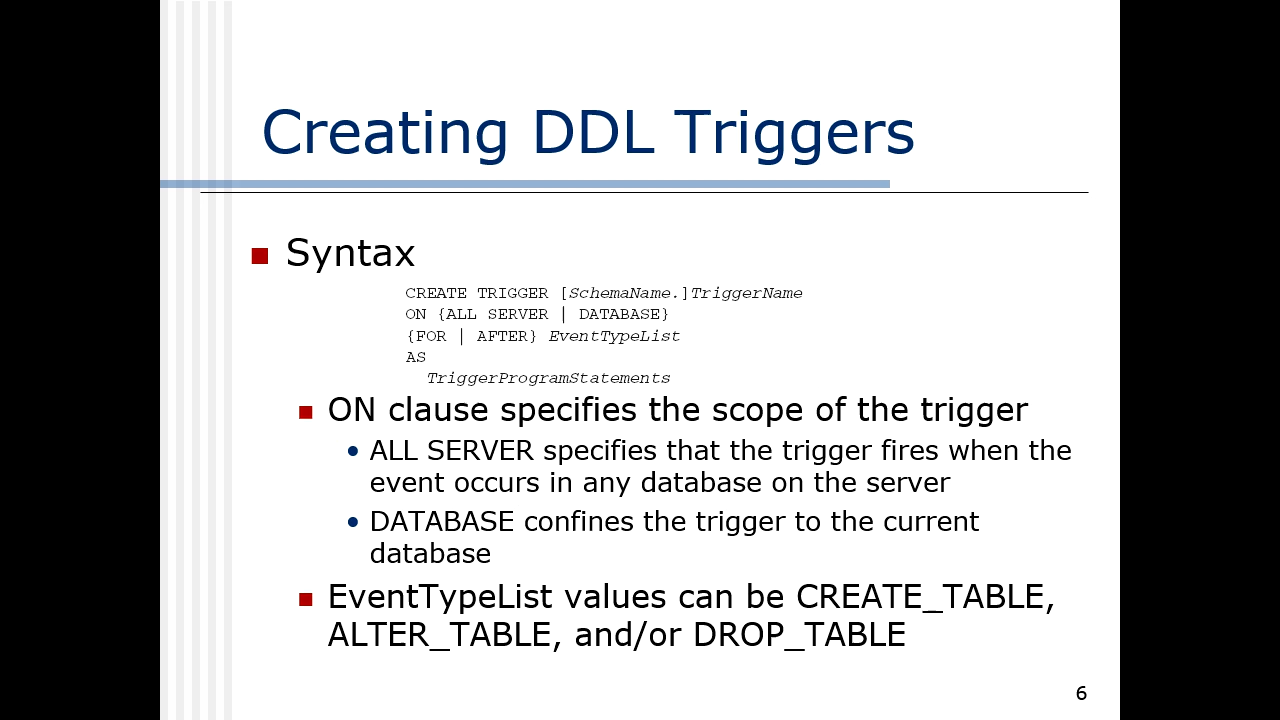 Creating DDL Triggers
Syntax
CREATE TRIGGER [SchemaName.]TriggerName
ON {ALL SERVER | DATABASE}
{FOR | AFTER} EventTypeList
AS
TriggerProgramStatements
ON clause specifies the scope of the trigger
ALL SERVER specifies that the trigger fires when the
event occurs in any database on the server
DATABASE confines the trigger to the current
database
EventTypeList values can be CREATE_TABLE,
ALTER_TABLE, and/or DROP_TABLE
6